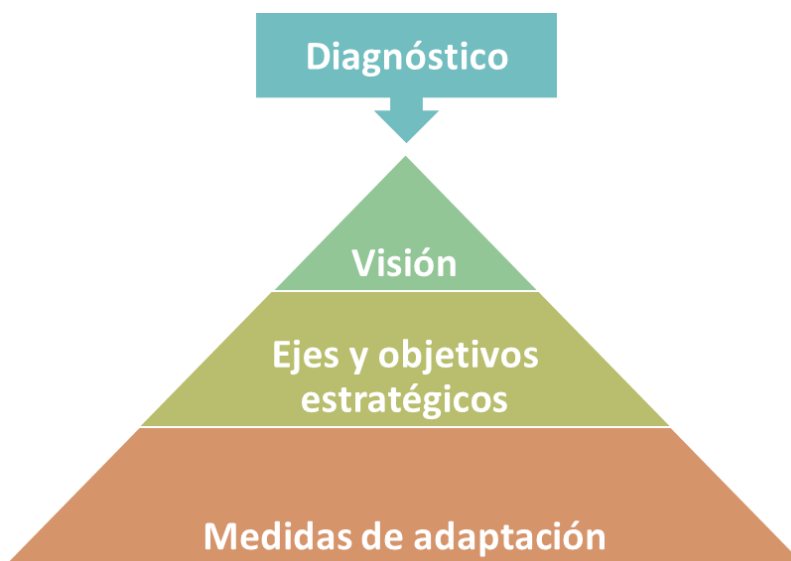 Diagnóstico
Visión
Ejes y objetivos
estratégicos
Medidas de adaptación